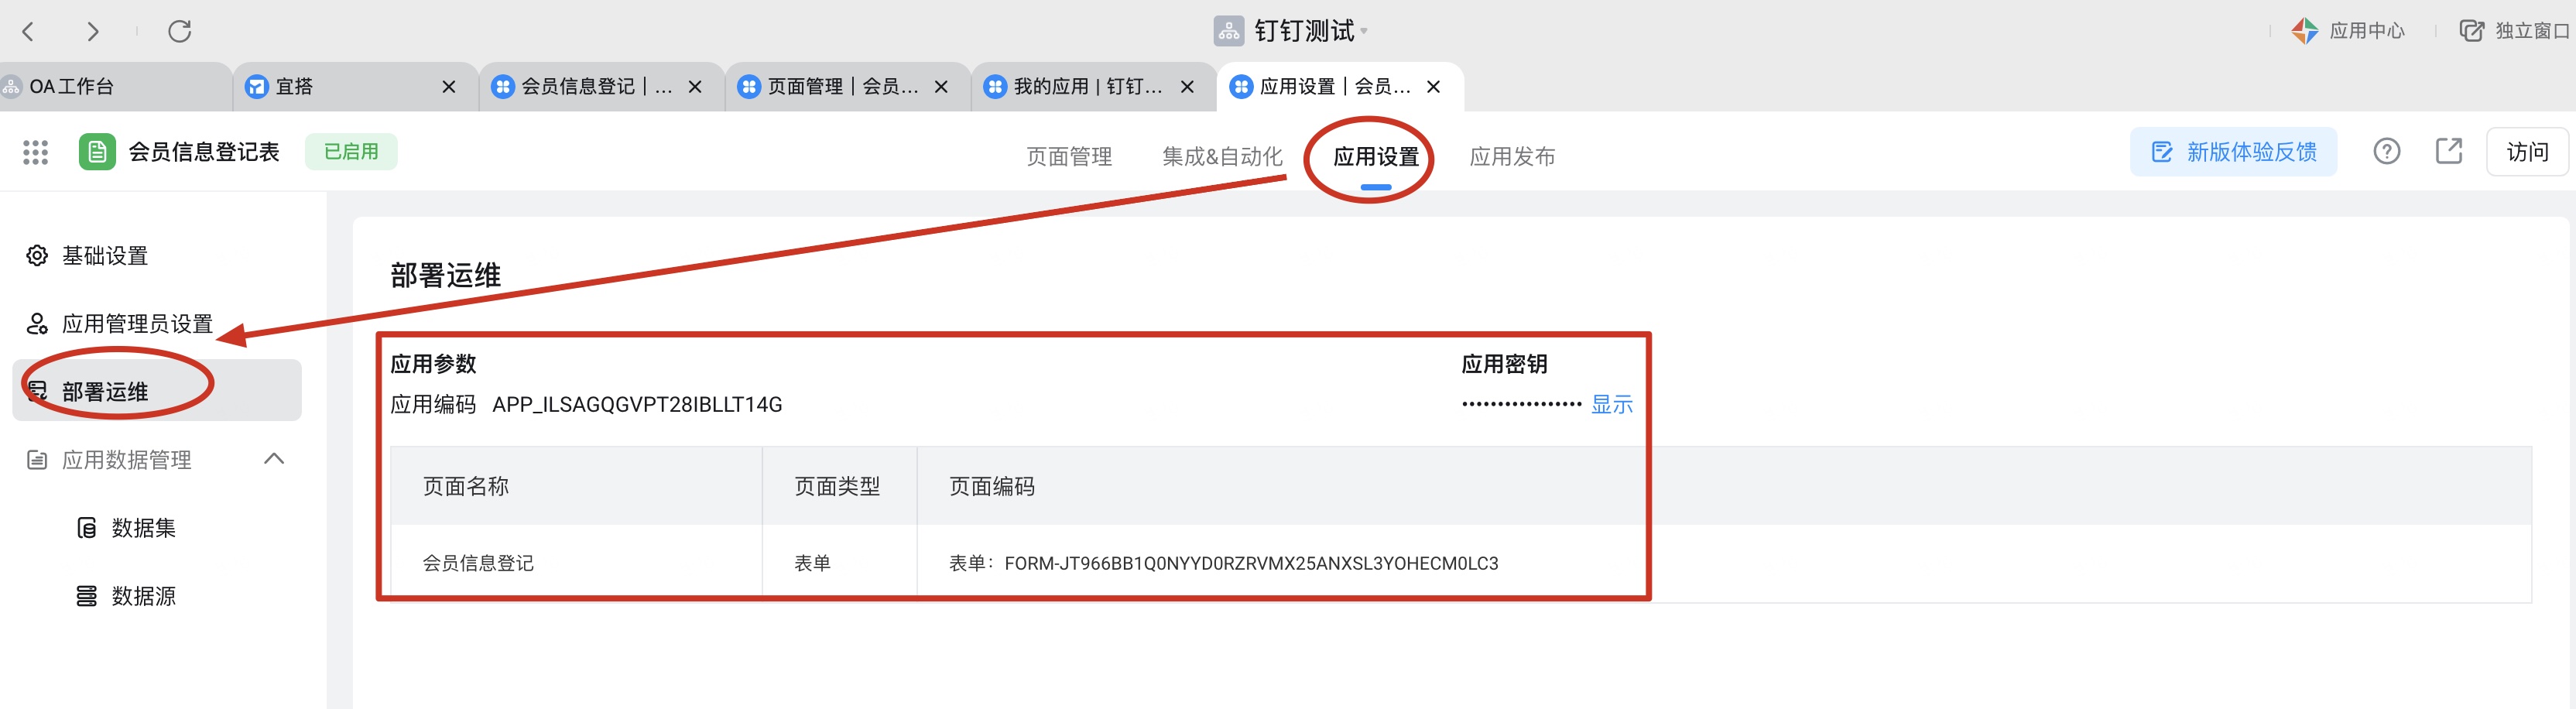 钉钉测试
应用中心
独立窗口
OA工作台
宜搭
会员信息登记 | ...
页面管理 | 会员...
我的应用 | 钉钉...
应用设置 | 会员...
会员信息登记表
已启用
页面管理
集成&自动化
应用设置
应用发布
新版体验反馈
访问
基础设置
应用管理员设置
部署运维
应用数据管理
数据集
数据源
部署运维
应用参数
应用密钥
应用编码 APP_ILSAGQGVPT28IBLLT14G
••••••••••••••••• 显示
页面名称 页面类型 页面编码
会员信息登记 表单 表单：FORM-JT966BB1Q0NYYD0RZRVMX25ANXSL3YOHECM0LC3